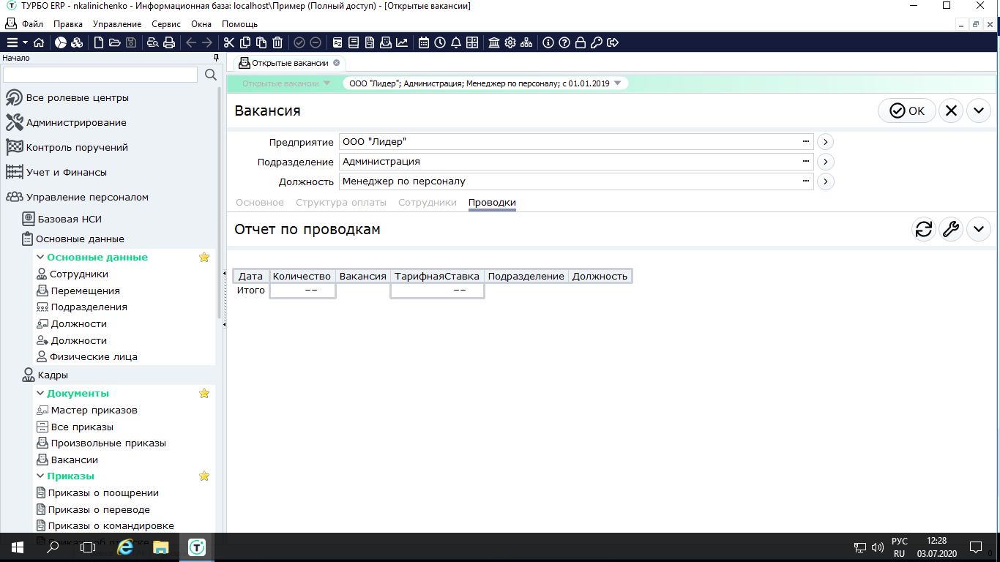 ТУРБО ERP - nkalinichenko - Информационная база: localhost\Пример (Полный доступ) - [Открытые вакансии]
Файл Правка Управление Сервис Окна Помощь
Начало
Все ролевые центры
Администрирование
Контроль поручений
Учет и Финансы
Управление персоналом
Базовая НСИ
Основные данные
Основные данные
Сотрудники
Перемещения
Подразделения
Должности
Должности
Физические лица
Кадры
Документы
Мастер приказов
Все приказы
Произвольные приказы
Вакансии
Приказы
Приказы о поощрении
Приказы о переводе
Приказы о командировке
Открытые вакансии
Открытые вакансии ООО "Лидер"; Администрация; Менеджер по персоналу; с 01.01.2019
Вакансия OK
Предприятие ООО "Лидер"
Подразделение Администрация
Должность Менеджер по персоналу
Основное Структура оплаты Сотрудники Проводки
Отчет по проводкам
Дата Количество Вакансия ТарифнаяСтавка Подразделение Должность
Итого -- --
РУС 12:28
RU 03.07.2020